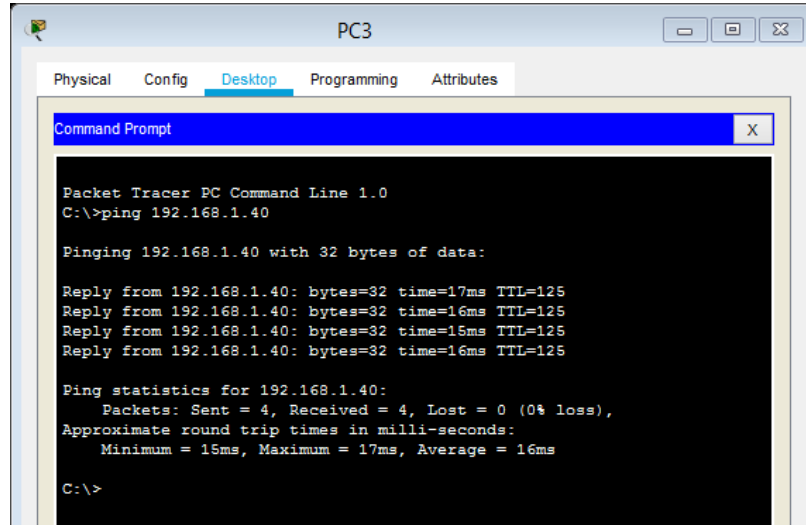 PC3
Physical Config Desktop Programming Attributes
Command Prompt X
Packet Tracer PC Command Line 1.0
C:\>ping 192.168.1.40
Pinging 192.168.1.40 with 32 bytes of data:
Reply from 192.168.1.40: bytes=32 time=17ms TTL=125
Reply from 192.168.1.40: bytes=32 time=16ms TTL=125
Reply from 192.168.1.40: bytes=32 time=15ms TTL=125
Reply from 192.168.1.40: bytes=32 time=16ms TTL=125
Ping statistics for 192.168.1.40:
Packets: Sent = 4, Received = 4, Lost = 0 (0% loss),
Approximate round trip times in milli-seconds:
Minimum = 15ms, Maximum = 17ms, Average = 16ms
C:\>